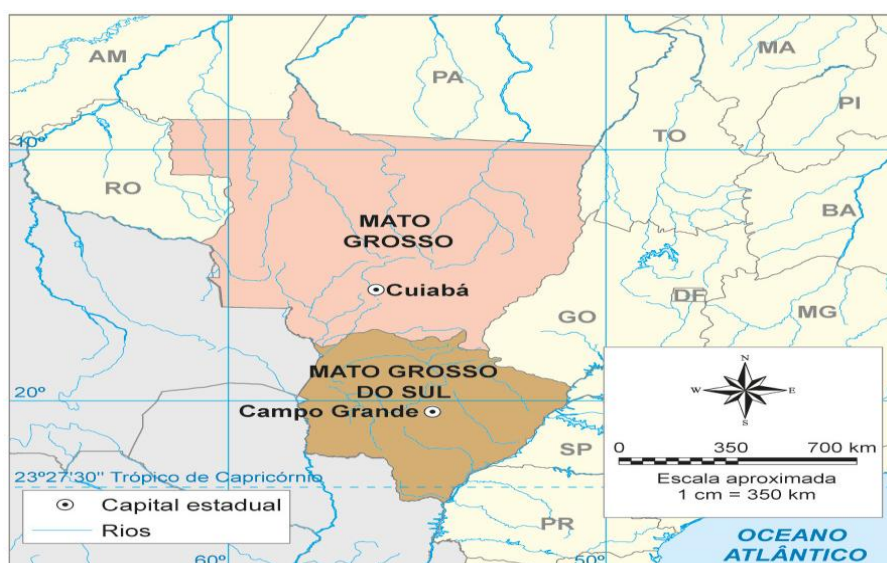 AM
PA
MA
PI
TO
10º
RO
MATO
GROSSO
BA
Cuiabá
DF
GO
MG
MATO GROSSO
DO SUL
20º
Campo Grande
N
W
E
S
SP
0 350 700 km
Escala aproximada
1 cm = 350 km
23º27'30'' Trópico de Capricórnio
Capital estadual
Rios
PR
OCEANO
ATLÂNTICO
60º
50º